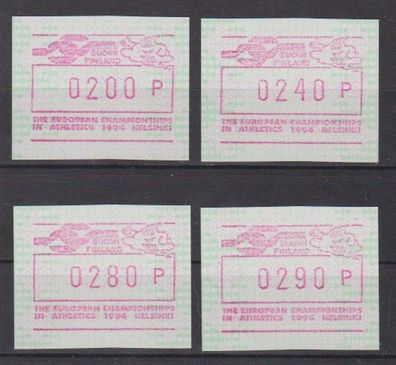 SUOMI
FINLAND
0200 P
THE EUROPEAN CHAMPIONSHIPS
IN ATHLETICS 1994 HELSINKI
SUOMI
FINLAND
0240 P
THE EUROPEAN CHAMPIONSHIPS
IN ATHLETICS 1994 HELSINKI
SUOMI
FINLAND
0280 P
THE EUROPEAN CHAMPIONSHIPS
IN ATHLETICS 1994 HELSINKI
SUOMI
FINLAND
0290 P
THE EUROPEAN CHAMPIONSHIPS
IN ATHLETICS 1994 HELSINKI